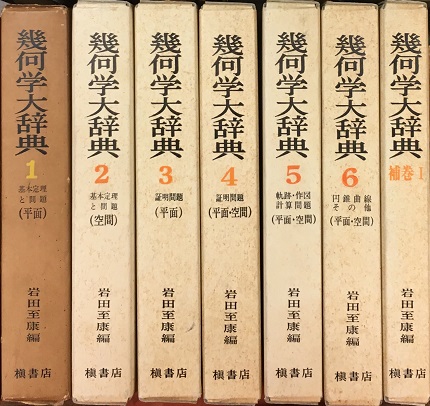 幾何学大辞典
1
基本定理
と問題
(平面)
岩田至康編
槇書店
幾何学大辞典
2
基本定理
と問題
(空間)
岩田至康編
槇書店
幾何学大辞典
3
証明問題
(平面)
岩田至康編
槇書店
幾何学大辞典
4
証明問題
(平面・空間)
岩田至康編
槇書店
幾何学大辞典
5
軌跡・作図
計算問題
(平面・空間)
岩田至康編
槇書店
幾何学大辞典
6
円錐曲線
その他
(平面・空間)
岩田至康編
槇書店
幾何学大辞典
補巻I
岩田至康編
槇書店